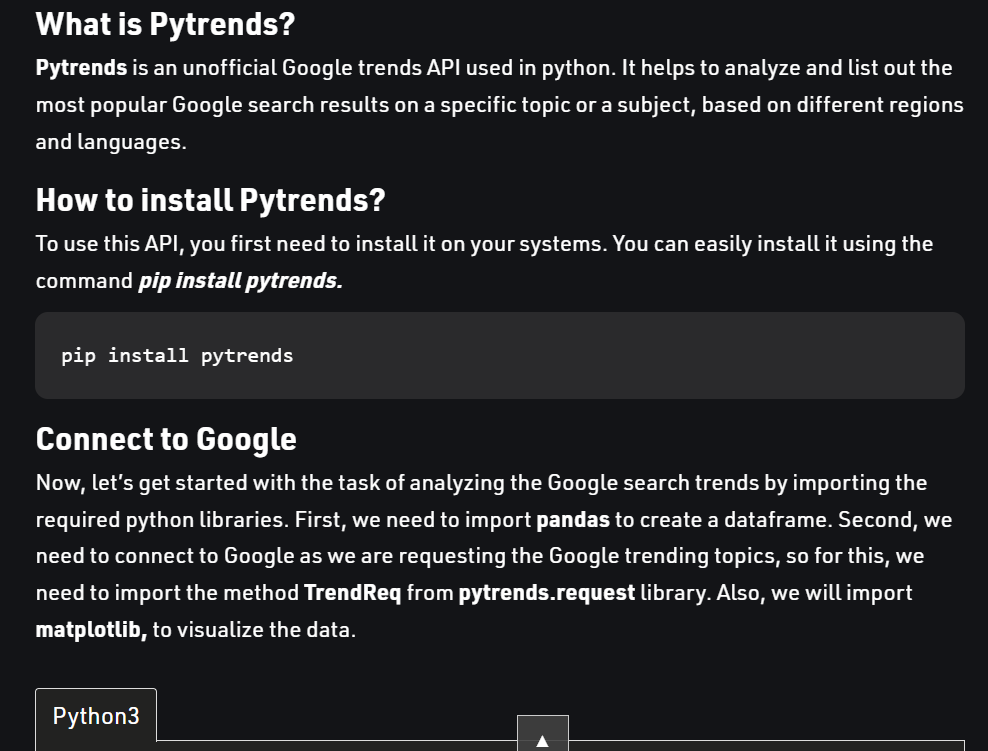 What is Pytrends?
Pytrends is an unofficial Google trends API used in python. It helps to analyze and list out the
most popular Google search results on a specific topic or a subject, based on different regions
and languages.
How to install Pytrends?
To use this API, you first need to install it on your systems. You can easily install it using the
command pip install pytrends.
pip install pytrends
Connect to Google
Now, let’s get started with the task of analyzing the Google search trends by importing the
required python libraries. First, we need to import pandas to create a dataframe. Second, we
need to connect to Google as we are requesting the Google trending topics, so for this, we
need to import the method TrendReq from pytrends.request library. Also, we will import
matplotlib, to visualize the data.
Python3